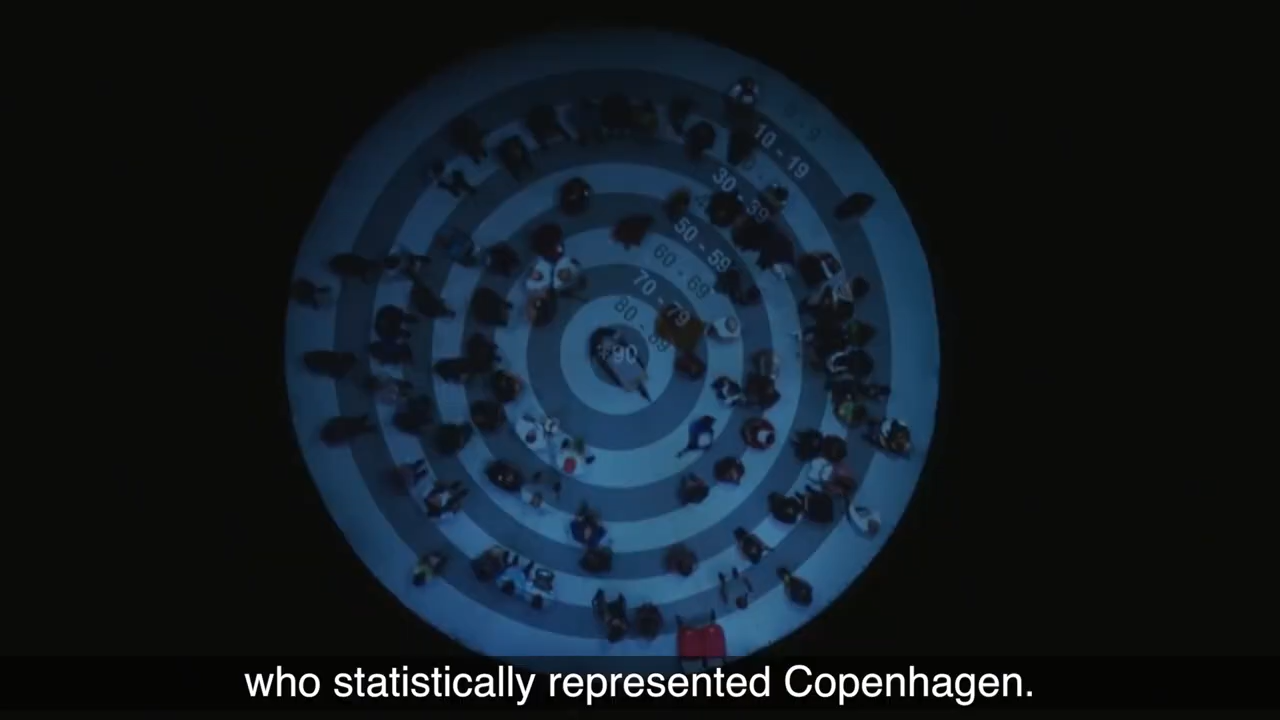 10 - 19
30 - 39
50 - 59
60 - 69
70 - 79
80 - 89
+90
who statistically represented Copenhagen.